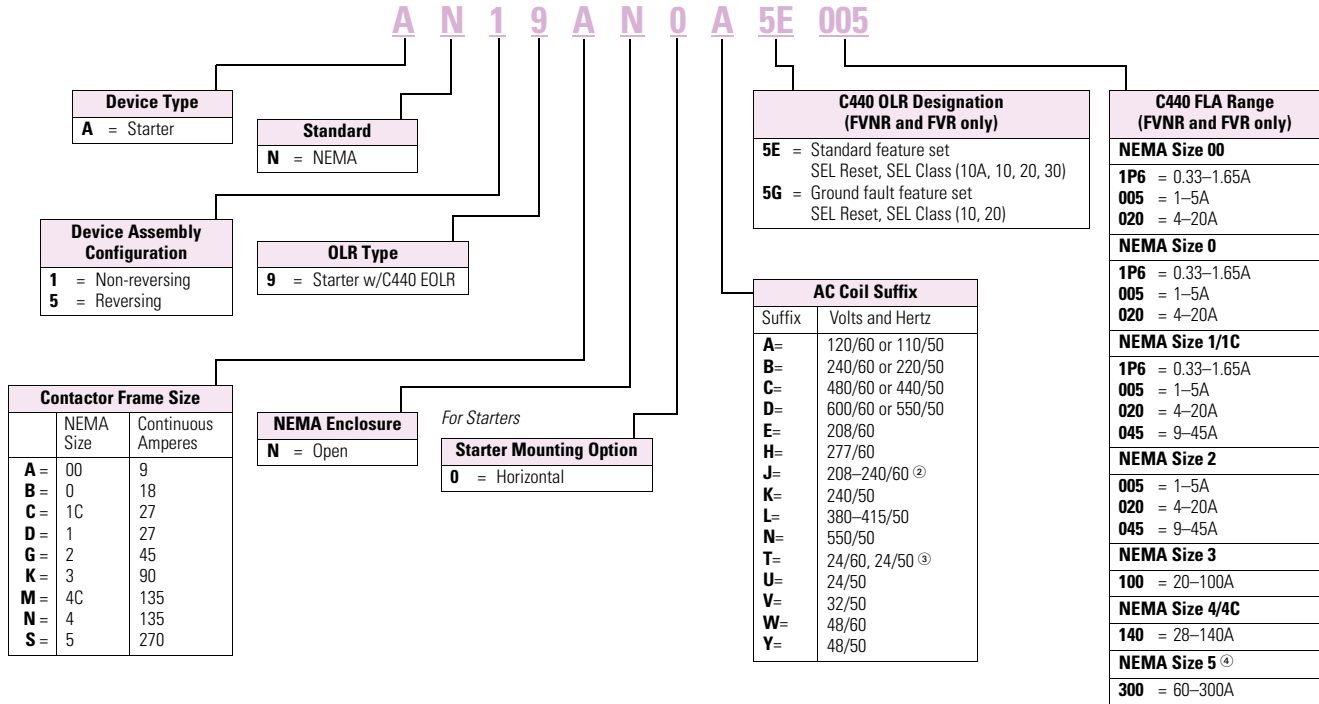 A N 1 9 A N 0 A 5E 005
Device Type
A = Starter
Standard
N = NEMA
Device Assembly
Configuration
1 = Non-reversing
5 = Reversing
OLR Type
9 = Starter w/C440 EOLR
Contactor Frame Size
NEMA Size Continuous Amperes
A = 00 9
B = 0 18
C = 1C 27
D = 1 27
G = 2 45
K = 3 90
M = 4C 135
N = 4 135
S = 5 270
NEMA Enclosure
N = Open
For Starters
Starter Mounting Option
0 = Horizontal
C440 OLR Designation
(FVNR and FVR only)
5E = Standard feature set
SEL Reset, SEL Class (10A, 10, 20, 30)
5G = Ground fault feature set
SEL Reset, SEL Class (10, 20)
AC Coil Suffix
Suffix Volts and Hertz
A= 120/60 or 110/50
B= 240/60 or 220/50
C= 480/60 or 440/50
D= 600/60 or 550/50
E= 208/60
H= 277/60
J= 208–240/60 ②
K= 240/50
L= 380–415/50
N= 550/50
T= 24/60, 24/50 ③
U= 24/50
V= 32/50
W= 48/60
Y= 48/50
C440 FLA Range
(FVNR and FVR only)
NEMA Size 00
1P6 = 0.33–1.65A
005 = 1–5A
020 = 4–20A
NEMA Size 0
1P6 = 0.33–1.65A
005 = 1–5A
020 = 4–20A
NEMA Size 1/1C
1P6 = 0.33–1.65A
005 = 1–5A
020 = 4–20A
045 = 9–45A
NEMA Size 2
005 = 1–5A
020 = 4–20A
045 = 9–45A
NEMA Size 3
100 = 20–100A
NEMA Size 4/4C
140 = 28–140A
NEMA Size 5 ④
300 = 60–300A